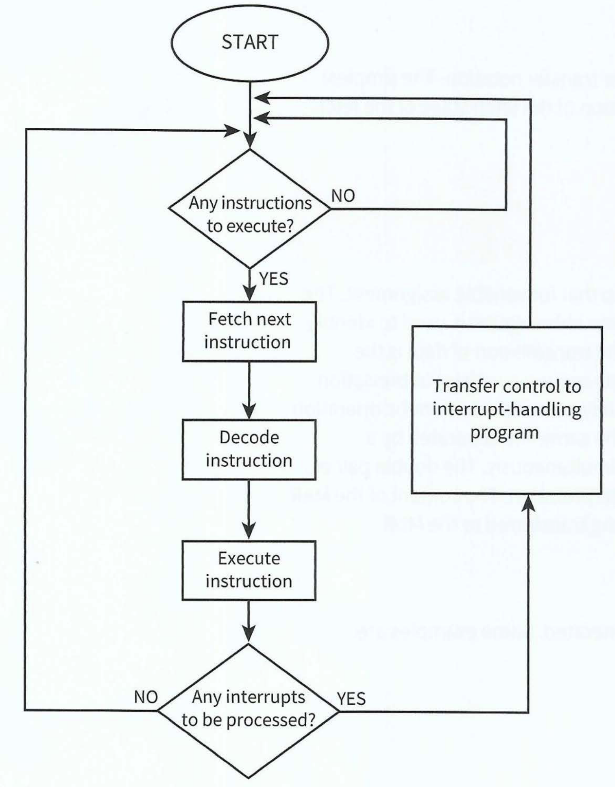 START
Any instructions
to execute?
NO
YES
Fetch next
instruction
Transfer control to
interrupt-handling
program
Decode
instruction
Execute
instruction
NO
Any interrupts
to be processed?
YES